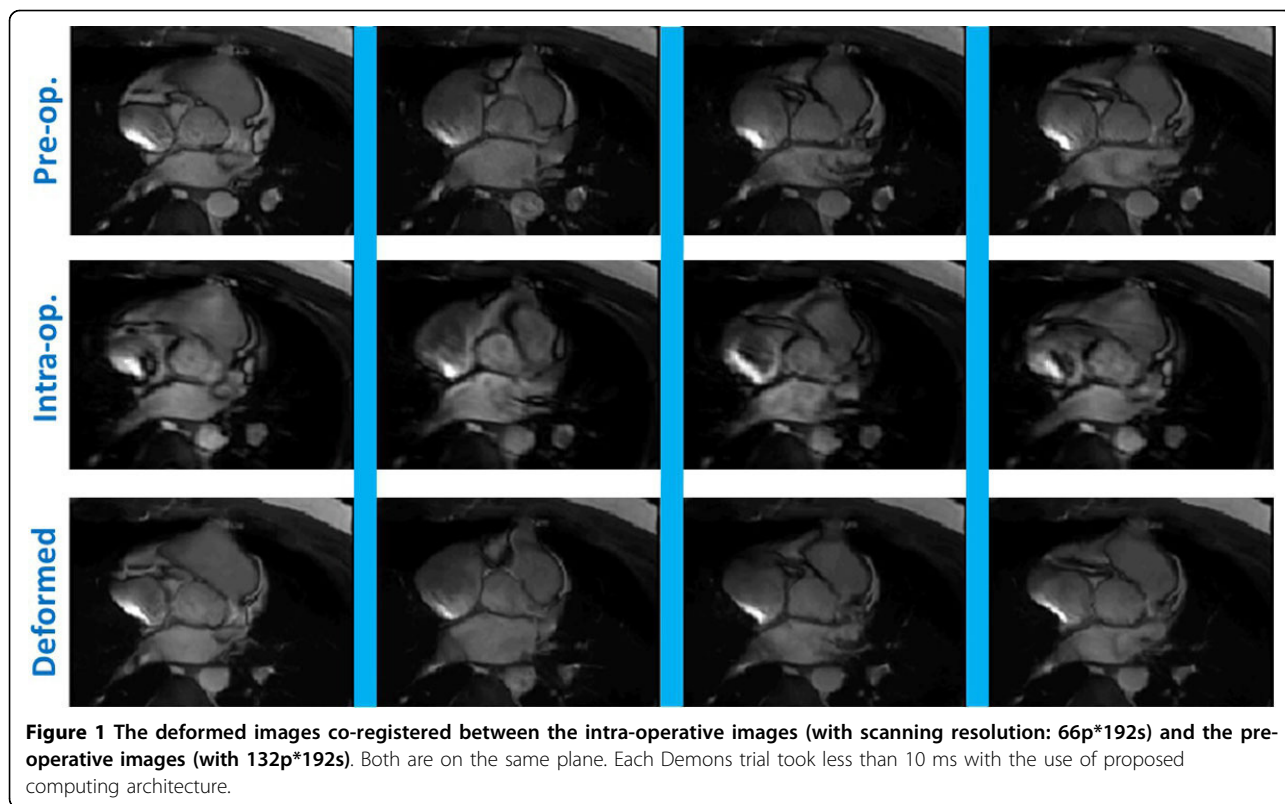 Pre-op.
Intra-op.
Deformed
Figure 1 The deformed images co-registered between the intra-operative images (with scanning resolution: 66p*192s) and the pre-
operative images (with 132p*192s). Both are on the same plane. Each Demons trial took less than 10 ms with the use of proposed
computing architecture.